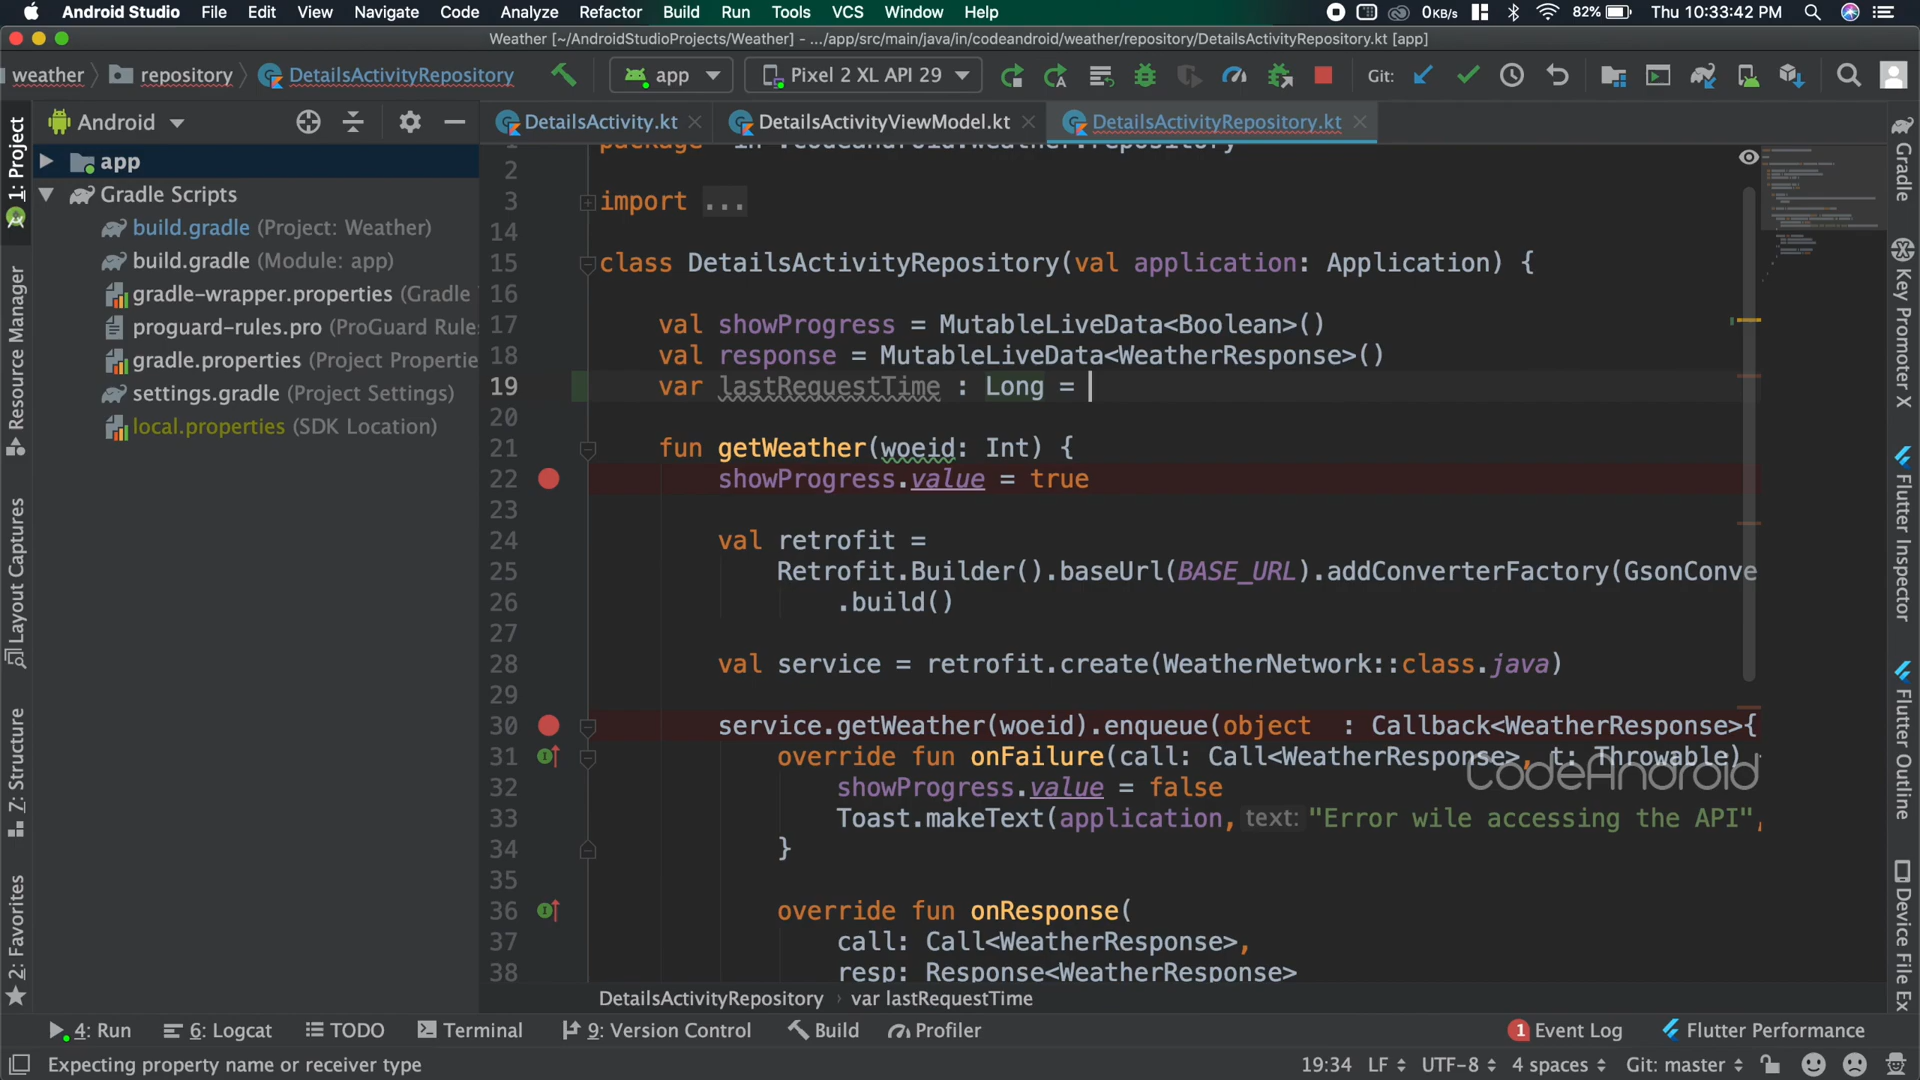 Android Studio File Edit View Navigate Code Analyze Refactor Build Run Tools VCS Window Help 0KB/s 82% Thu 10:33:42 PM
Weather [~/AndroidStudioProjects/Weather] - .../app/src/main/java/in/codeandroid/weather/repository/DetailsActivityRepository.kt [app]
weather repository DetailsActivityRepository app Pixel 2 XL API 29 Git:
Android DetailsActivity.kt DetailsActivityViewModel.kt DetailsActivityRepository.kt
app
Gradle Scripts
build.gradle (Project: Weather)
build.gradle (Module: app)
gradle-wrapper.properties (Gradle
proguard-rules.pro (ProGuard Rule
gradle.properties (Project Propertie
settings.gradle (Project Settings)
local.properties (SDK Location)
1: Project
Resource Manager
Layout Captures
7: Structure
2: Favorites
2
3 import ...
14
15 class DetailsActivityRepository(val application: Application) {
16
17 val showProgress = MutableLiveData<Boolean>()
18 val response = MutableLiveData<WeatherResponse>()
19 var lastRequestTime : Long =
20
21 fun getWeather(woeid: Int) {
22 showProgress.value = true
23
24 val retrofit =
25 Retrofit.Builder().baseUrl(BASE_URL).addConverterFactory(GsonConve
26 .build()
27
28 val service = retrofit.create(WeatherNetwork::class.java)
29
30 service.getWeather(woeid).enqueue(object : Callback<WeatherResponse>{
31 override fun onFailure(call: Call<WeatherResponse>, t: Throwable)
32 showProgress.value = false
33 Toast.makeText(application, text: "Error wile accessing the API",
34 }
35
36 override fun onResponse(
37 call: Call<WeatherResponse>,
38 resp: Response<WeatherResponse>
CodeAndroid
Gradle
Key Promoter X
Flutter Inspector
Flutter Outline
Device File Ex
DetailsActivityRepository › var lastRequestTime
4: Run 6: Logcat TODO Terminal 9: Version Control Build Profiler 1 Event Log Flutter Performance
Expecting property name or receiver type 19:34 LF UTF-8 4 spaces Git: master